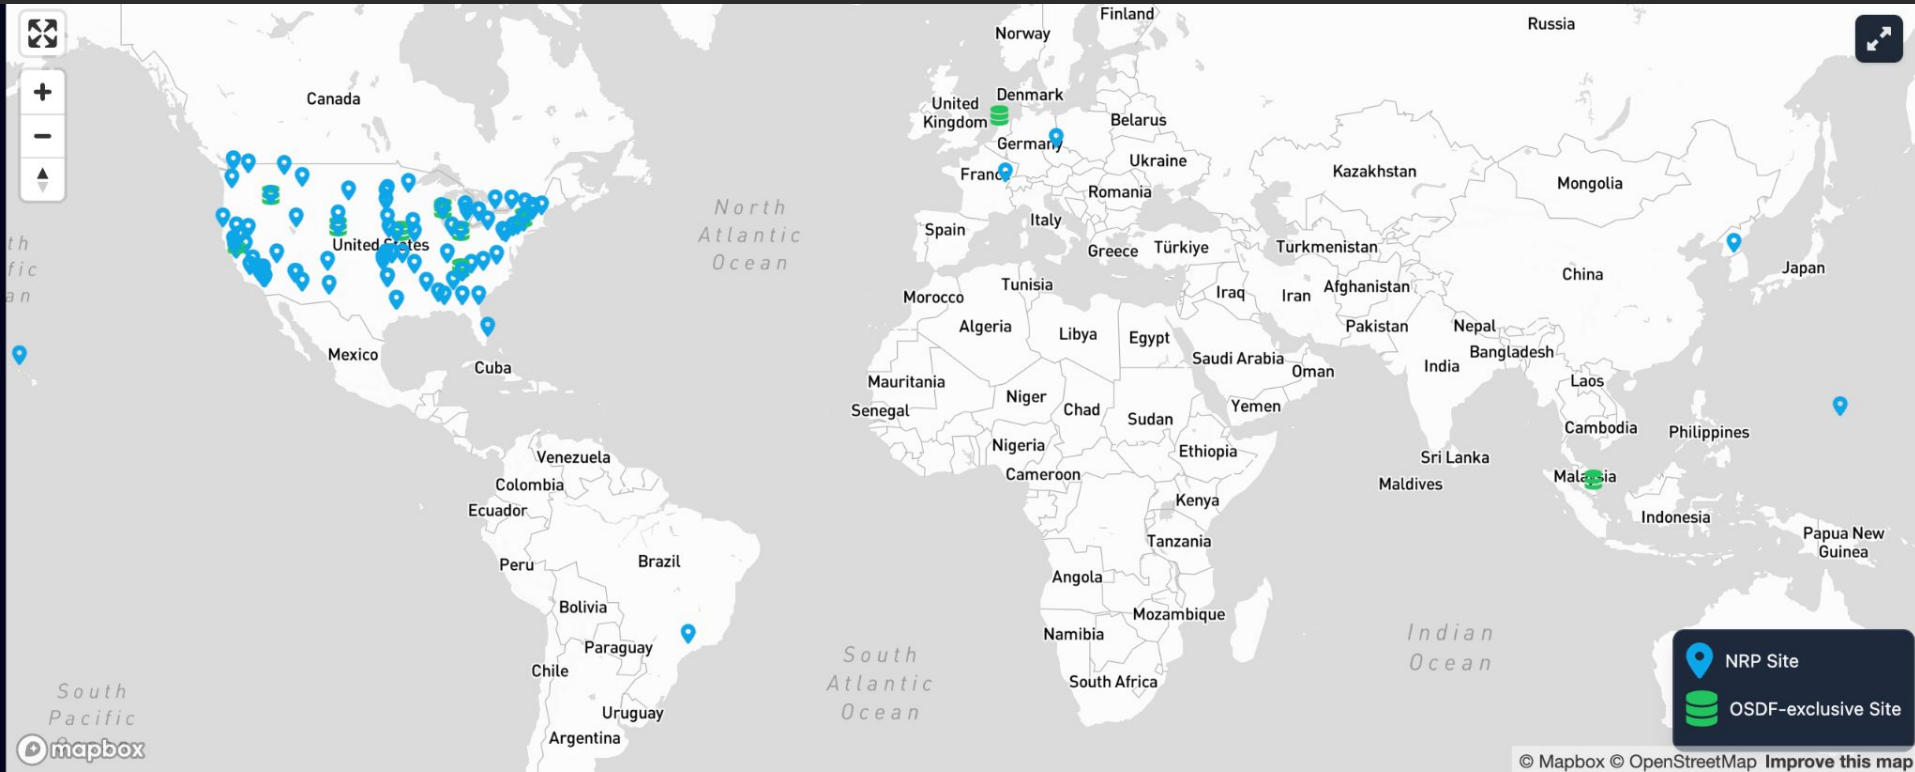 Finland
Norway
Russia
Canada
Denmark
United
Kingdom
Belarus
Germany
Ukraine
France
Kazakhstan
Mongolia
Romania
North
Atlantic
Ocean
Italy
Spain
United States
Greece
Türkiye
Turkmenistan
China
Japan
th
fic
an
Tunisia
Morocco
Iraq
Iran
Afghanistan
Algeria
Libya
Egypt
Pakistan
Nepal
Mexico
Cuba
Saudi Arabia
Oman
India
Bangladesh
Mauritania
Niger
Laos
Senegal
Chad
Sudan
Yemen
Cambodia
Philippines
Nigeria
Ethiopia
Venezuela
Cameroon
Sri Lanka
Colombia
Maldives
Malaysia
Ecuador
Kenya
Indonesia
Peru
Brazil
Tanzania
Papua New
Guinea
Angola
Bolivia
Mozambique
Paraguay
Namibia
Indian
Ocean
Chile
South
Atlantic
Ocean
South Africa
South
Pacific
Uruguay
Argentina
NRP Site
OSDF-exclusive Site
mapbox
© Mapbox © OpenStreetMap Improve this map